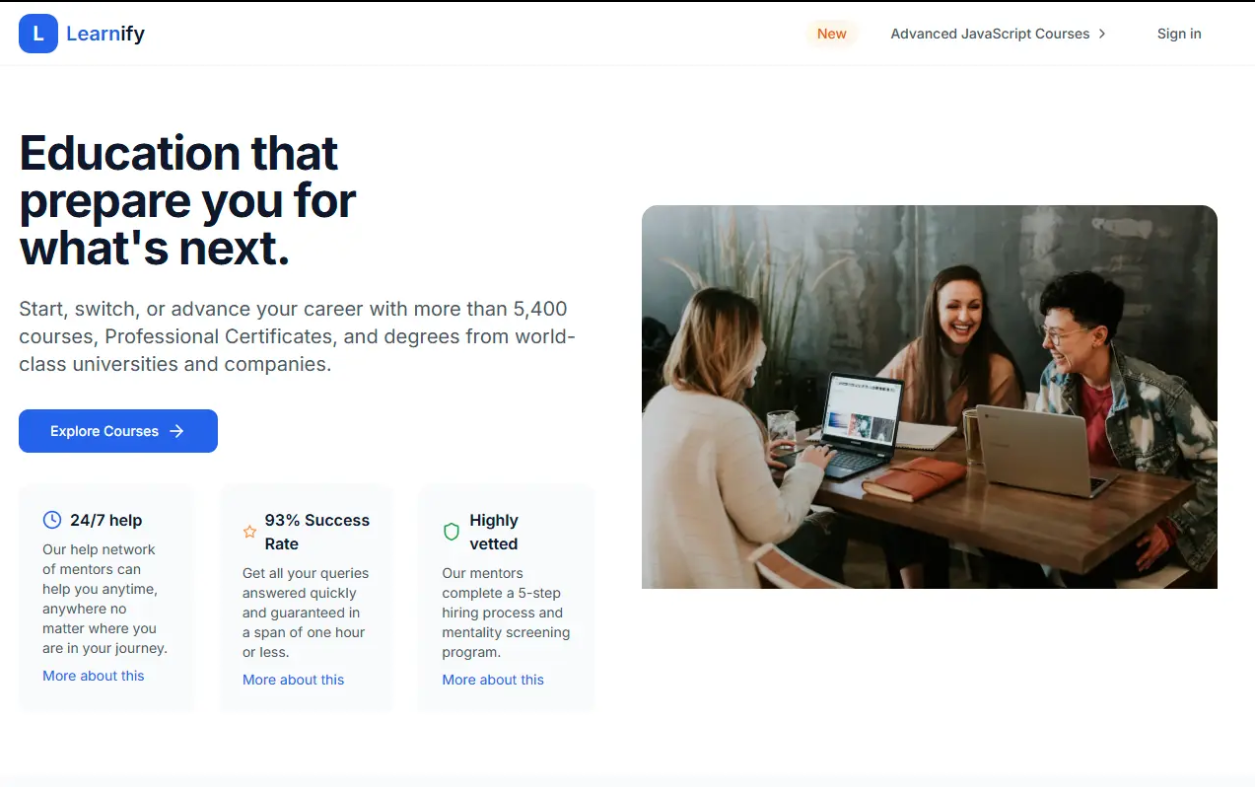 L Learnify
New Advanced JavaScript Courses Sign in
Education that
prepare you for
what's next.
Start, switch, or advance your career with more than 5,400
courses, Professional Certificates, and degrees from world-
class universities and companies.
Explore Courses
24/7 help
Our help network
of mentors can
help you anytime,
anywhere no
matter where you
are in your journey.
More about this
93% Success
Rate
Get all your queries
answered quickly
and guaranteed in
a span of one hour
or less.
More about this
Highly
vetted
Our mentors
complete a 5-step
hiring process and
mentality screening
program.
More about this